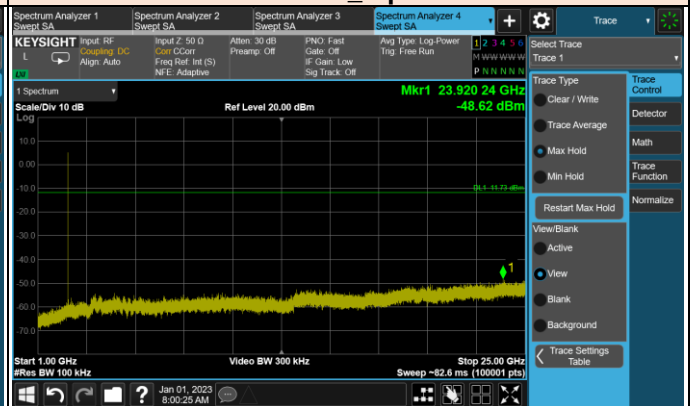 Spectrum Analyzer 1
Swept SA
Spectrum Analyzer 2
Swept SA
Spectrum Analyzer 3
Swept SA
Spectrum Analyzer 4
Swept SA
Trace
KEYSIGHT
L
LXI
Input: RF
Coupling: DC
Align: Auto
Input Z: 50 Ω
Corr CCorr
Freq Ref: Int (S)
NFE: Adaptive
Atten: 30 dB
Preamp: Off
PNO: Fast
Gate: Off
IF Gain: Low
Sig Track: Off
Avg Type: Log-Power
Trig: Free Run
1 2 3 4 5 6
M W W W W W
P N N N N N
Select Trace
Trace 1
1 Spectrum
Mkr1 23.920 24 GHz
Scale/Div 10 dB
Ref Level 20.00 dBm
-48.62 dBm
Log
10.0
0.00
-10.0
-20.0
-30.0
-40.0
-50.0
-60.0
-70.0
DL1 -11.73 dBm
1
Start 1.00 GHz
Video BW 300 kHz
Stop 25.00 GHz
#Res BW 100 kHz
Sweep ~82.6 ms (100001 pts)
Trace Type
Clear / Write
Trace Average
Max Hold
Min Hold
Restart Max Hold
View/Blank
Active
View
Blank
Background
Trace Settings
Table
Trace
Control
Detector
Math
Trace
Function
Normalize
?
Jan 01, 2023
8:00:25 AM